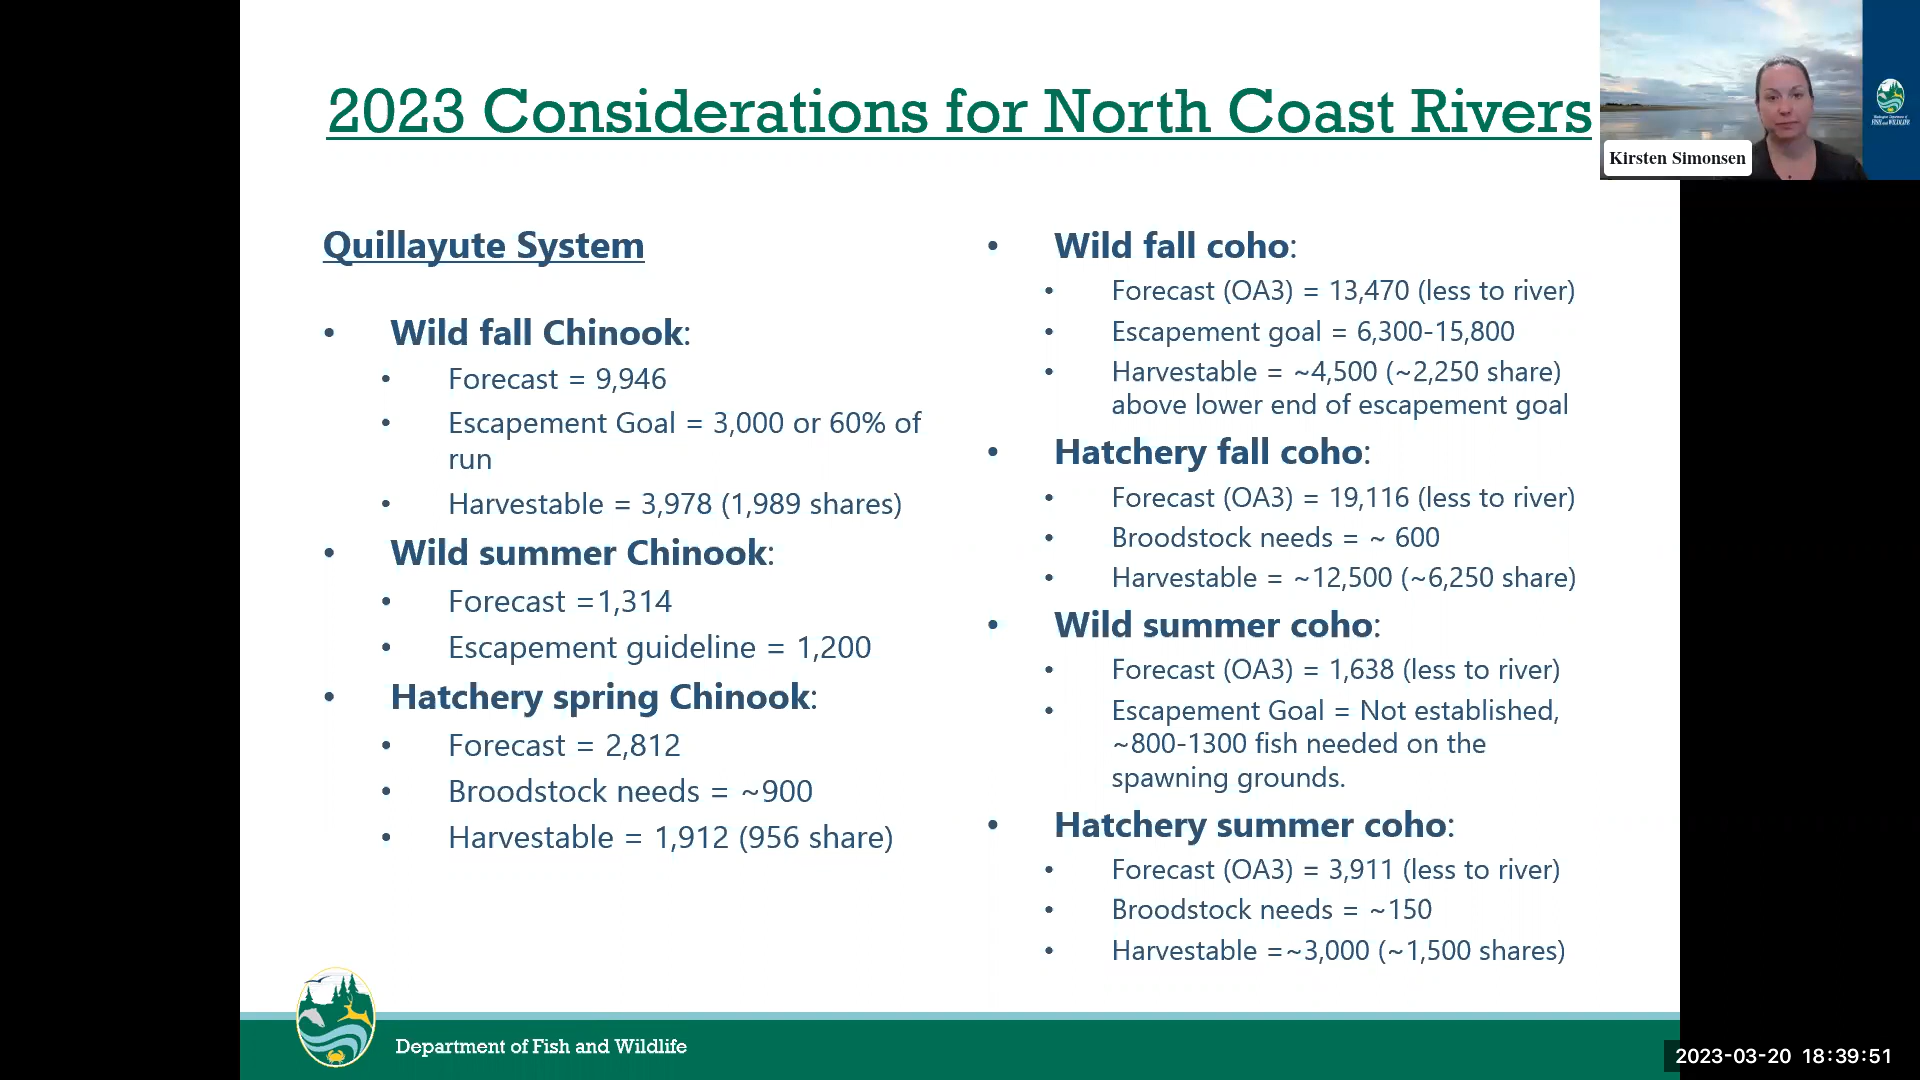 2023 Considerations for North Coast Rivers
Kirsten Simonsen
FISH and WILDLIFE
Quillayute System
• Wild fall Chinook:
• Forecast = 9,946
• Escapement Goal = 3,000 or 60% of
run
• Harvestable = 3,978 (1,989 shares)
• Wild summer Chinook:
• Forecast =1,314
• Escapement guideline = 1,200
• Hatchery spring Chinook:
• Forecast = 2,812
• Broodstock needs = ~900
• Harvestable = 1,912 (956 share)
• Wild fall coho:
• Forecast (OA3) = 13,470 (less to river)
• Escapement goal = 6,300-15,800
• Harvestable = ~4,500 (~2,250 share)
above lower end of escapement goal
• Hatchery fall coho:
• Forecast (OA3) = 19,116 (less to river)
• Broodstock needs = ~ 600
• Harvestable = ~12,500 (~6,250 share)
• Wild summer coho:
• Forecast (OA3) = 1,638 (less to river)
• Escapement Goal = Not established,
~800-1300 fish needed on the
spawning grounds.
• Hatchery summer coho:
• Forecast (OA3) = 3,911 (less to river)
• Broodstock needs = ~150
• Harvestable =~3,000 (~1,500 shares)
Department of Fish and Wildlife
2023-03-20 18:39:51